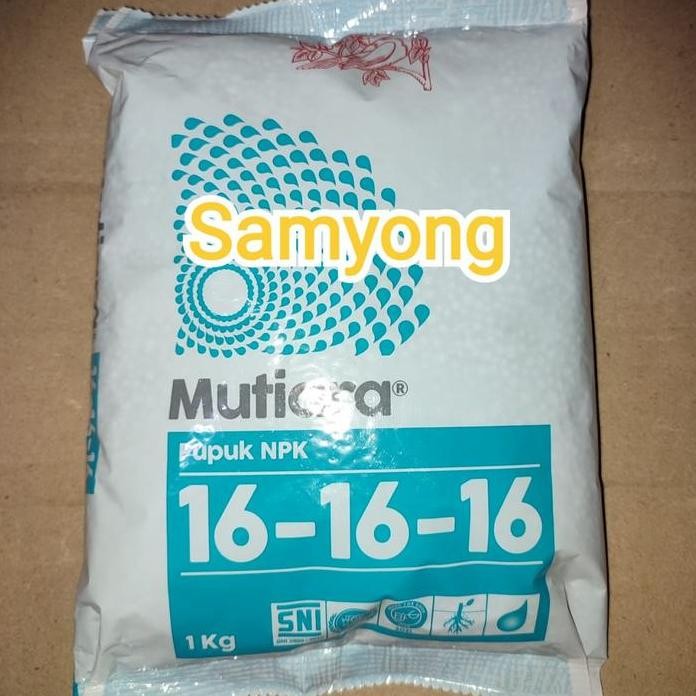 Samyong
Mutiara®
Pupuk NPK
16-16-16
SNI
1 Kg